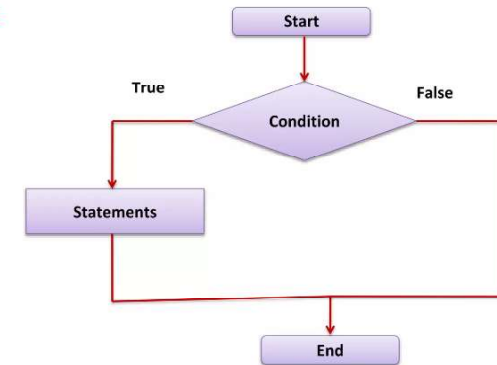 Start
True
False
Condition
Statements
End